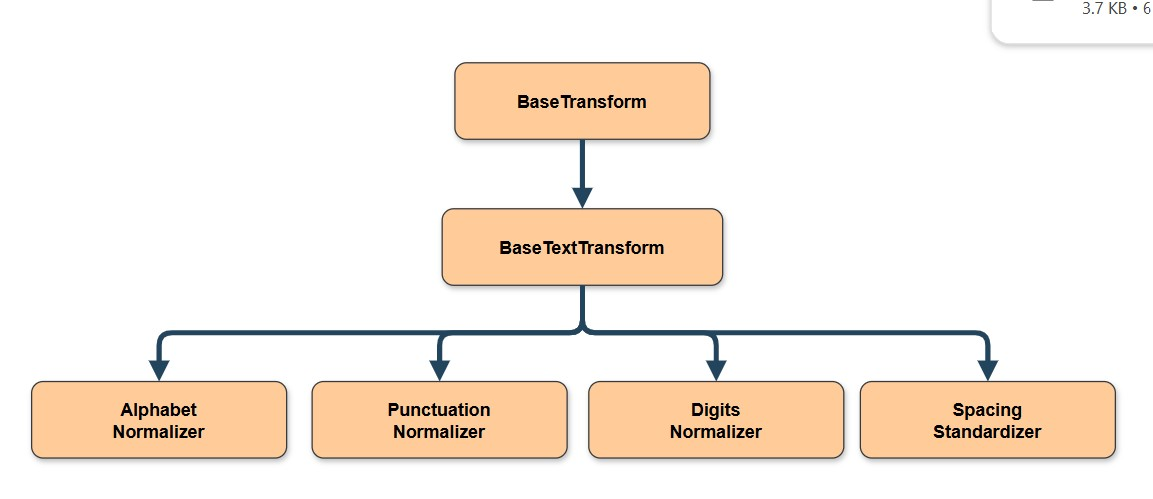 3.7 KB • 6
BaseTransform
BaseTextTransform
Alphabet
Normalizer
Punctuation
Normalizer
Digits
Normalizer
Spacing
Standardizer